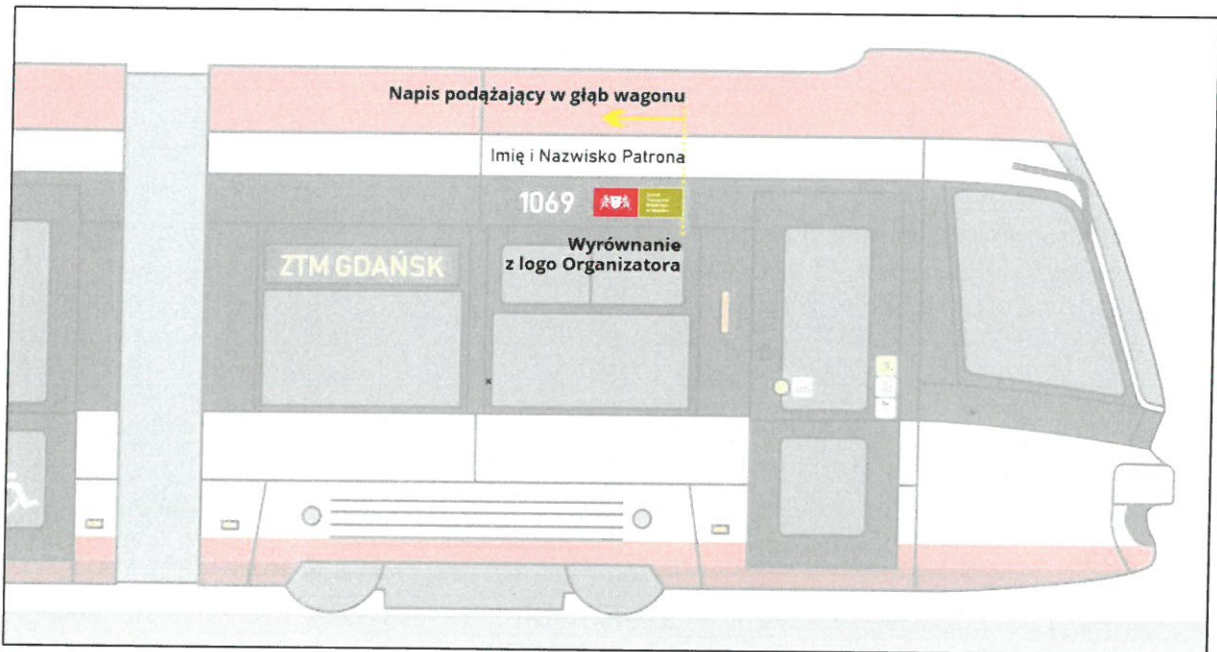 Napis podążający w głąb wagonu
Imię i Nazwisko Patrona
1069
Wyrównanie
z logo Organizatora
ZTM GDAŃSK